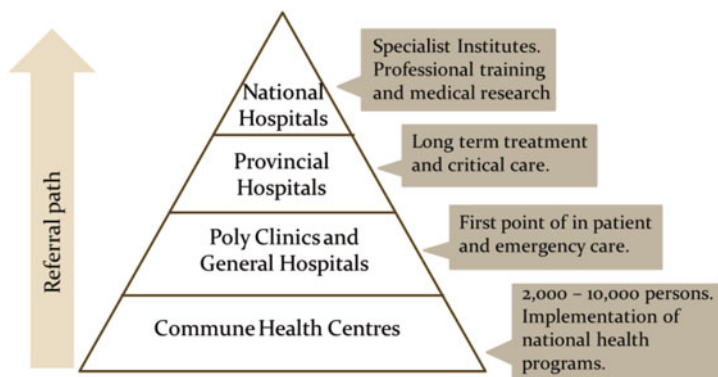 Referral path
National
Hospitals
Specialist Institutes.
Professional training
and medical research
Provincial
Hospitals
Long term treatment
and critical care.
Poly Clinics and
General Hospitals
First point of in patient
and emergency care.
Commune Health Centres
2,000 – 10,000 persons.
Implementation of
national health
programs.